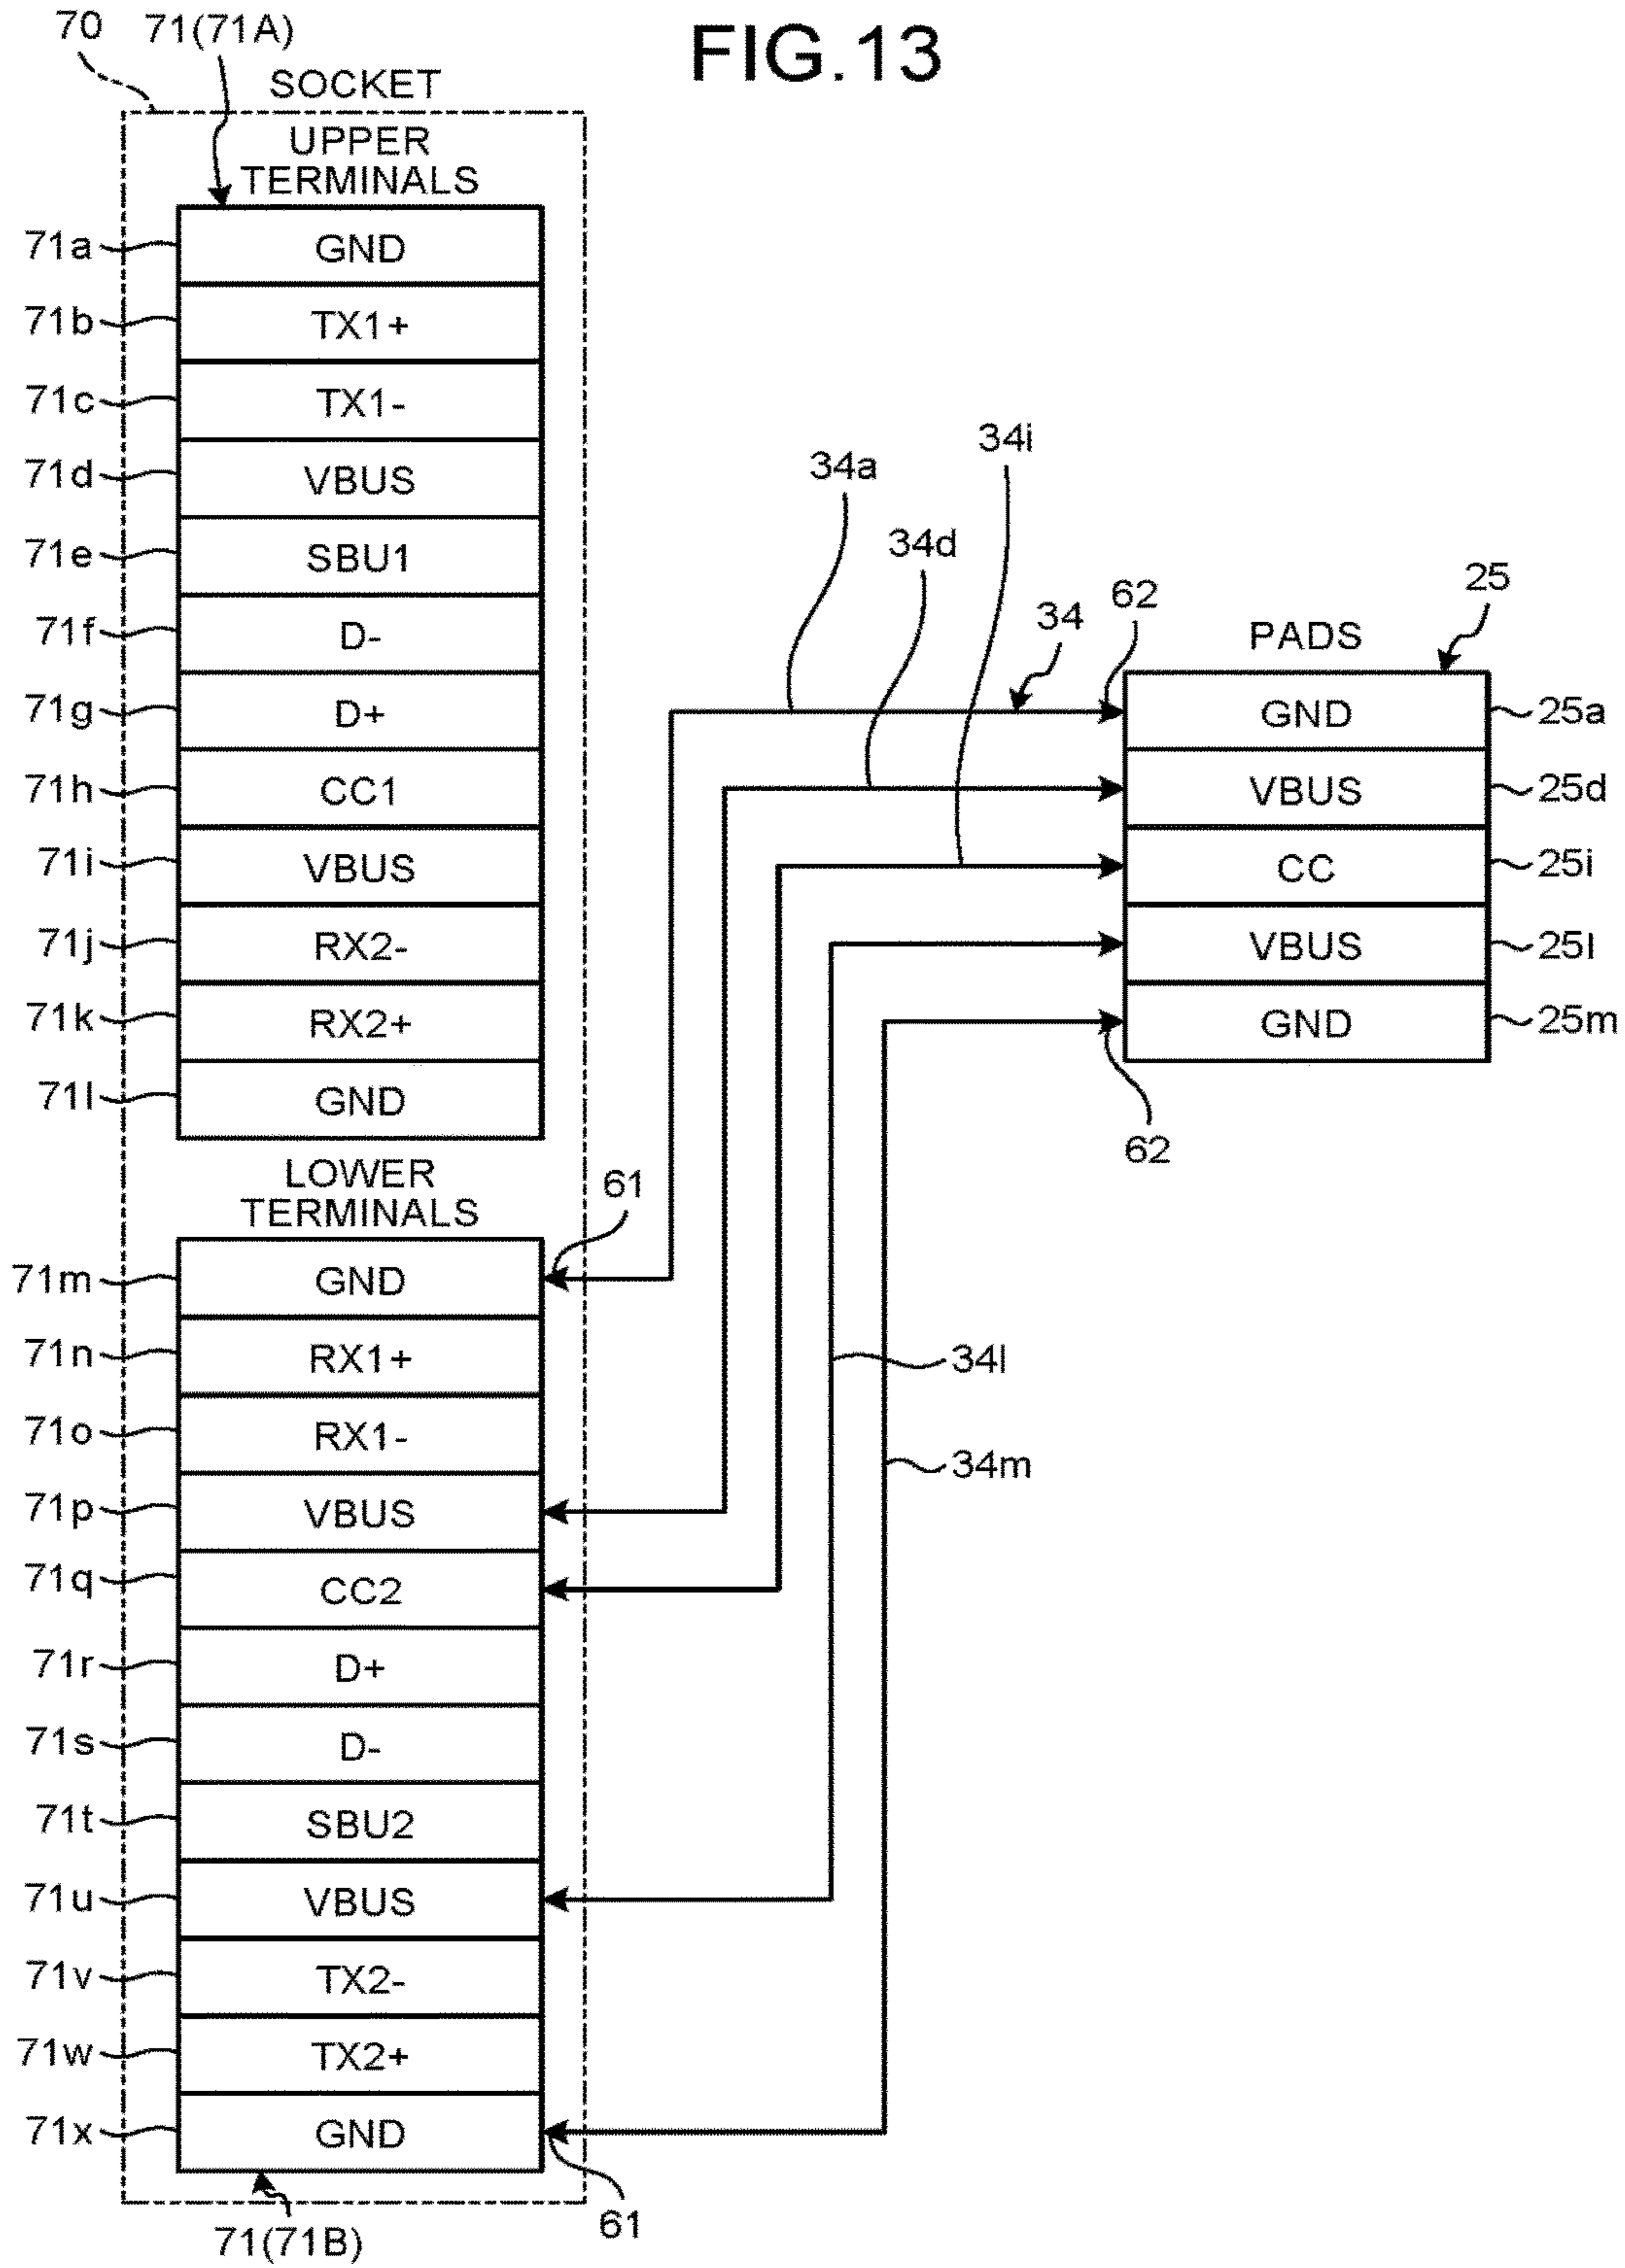 FIG.13
70 71(71A)
SOCKET
UPPER
TERMINALS
71a GND
71b TX1+
71c TX1-
71d VBUS
71e SBU1
71f D-
71g D+
71h CC1
71i VBUS
71j RX2-
71k RX2+
71l GND
LOWER
TERMINALS
71m GND
71n RX1+
71o RX1-
71p VBUS
71q CC2
71r D+
71s D-
71t SBU2
71u VBUS
71v TX2-
71w TX2+
71x GND
71(71B)
61
61
34a
34d
34i
34
34l
34m
62
62
25
PADS
GND 25a
VBUS 25d
CC 25i
VBUS 25l
GND 25m